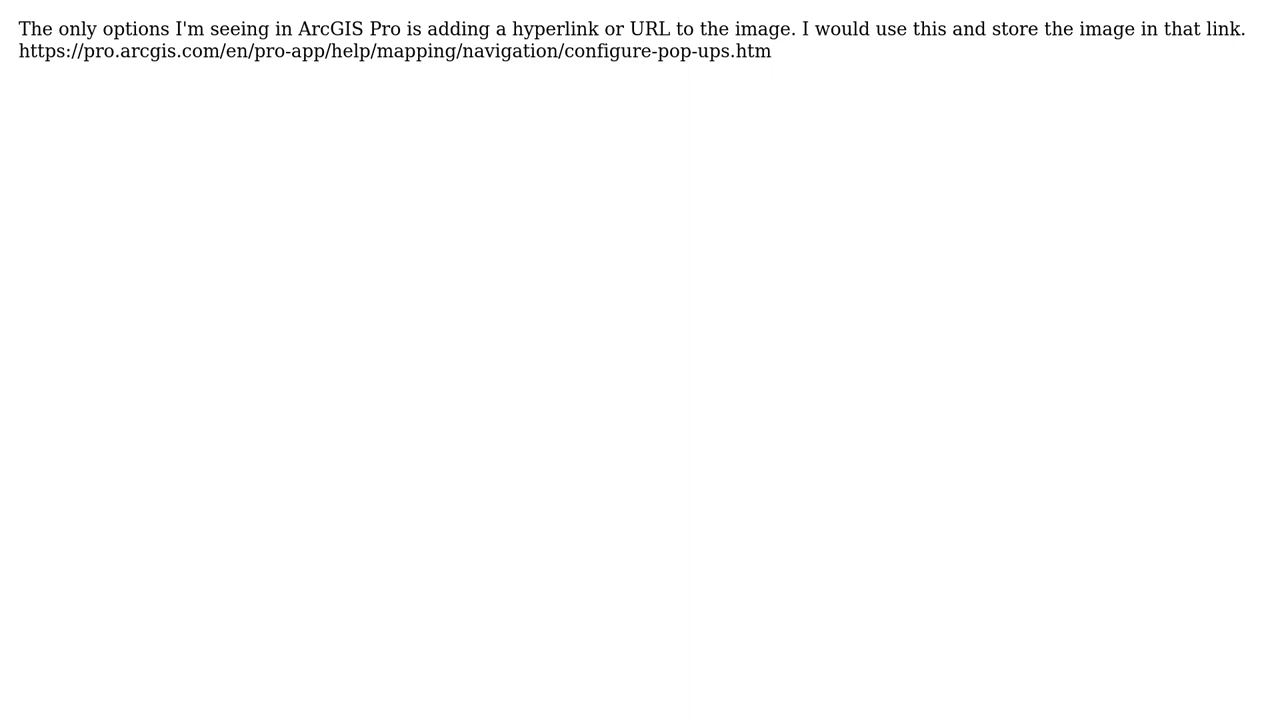 The only options I'm seeing in ArcGIS Pro is adding a hyperlink or URL to the image. I would use this and store the image in that link.
https://pro.arcgis.com/en/pro-app/help/mapping/navigation/configure-pop-ups.htm